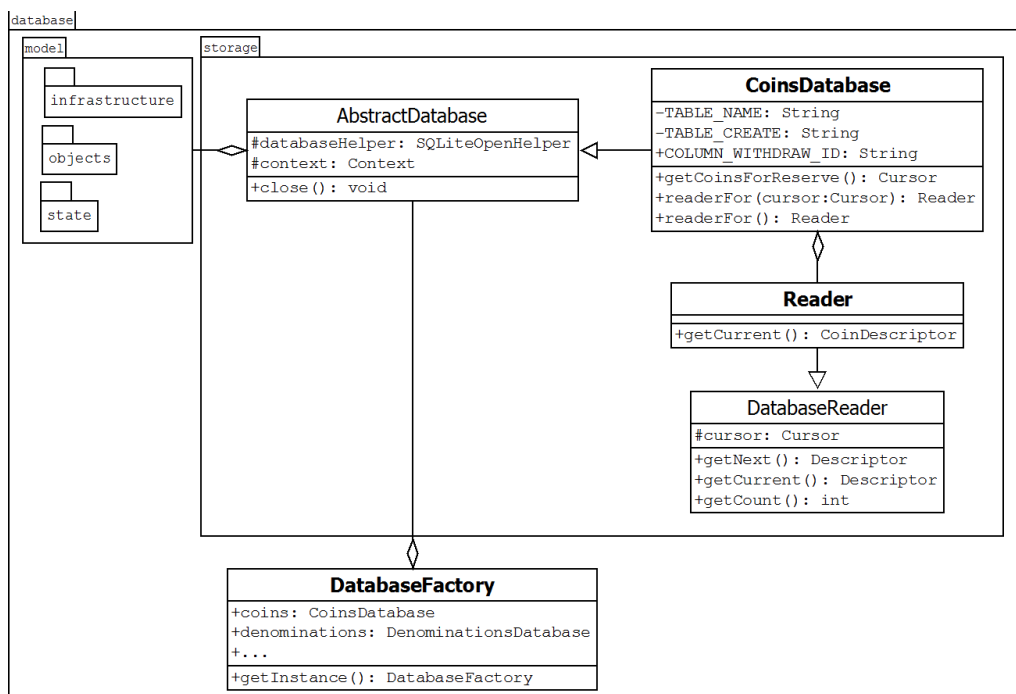 database
model
infrastructure
objects
state
storage
AbstractDatabase
#databaseHelper: SQLiteOpenHelper
#context: Context
+close(): void
CoinsDatabase
-TABLE_NAME: String
-TABLE_CREATE: String
+COLUMN_WITHDRAW_ID: String
+getCoinsForReserve(): Cursor
+readerFor(cursor:Cursor): Reader
+readerFor(): Reader
Reader
+getCurrent(): CoinDescriptor
DatabaseReader
#cursor: Cursor
+getNext(): Descriptor
+getCurrent(): Descriptor
+getCount(): int
DatabaseFactory
+coins: CoinsDatabase
+denominations: DenominationsDatabase
+...
+getInstance(): DatabaseFactory